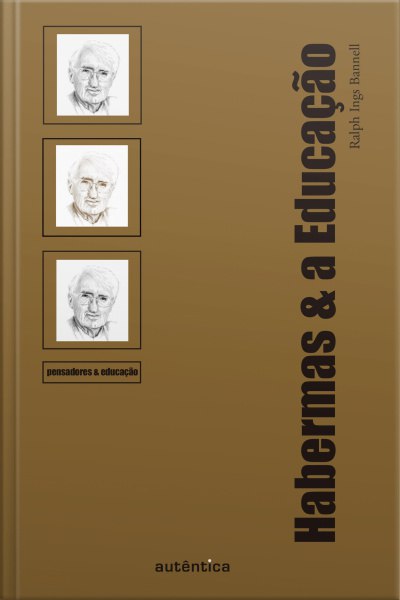 Habermas & a Educação
Ralph Ings Bannell
pensadores & educação
autêntica